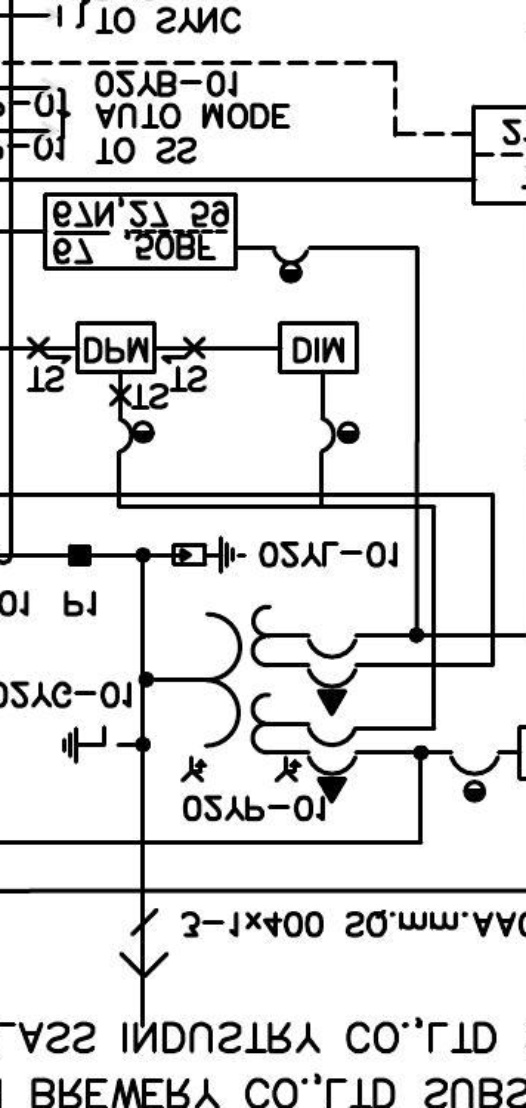 BREWERY CO.,LTD SUBS
LASS INDUSTRY CO.,LTD
3-1x400 SQ.mm.AAC
02YP-01
02YG-01
01 P1
02YL-01
TS
TS TS
DPM DIM
67 ,50BF
67N,27 59
P-01 TO SS
-01 AUTO MODE
02YB-01
TO SYNC